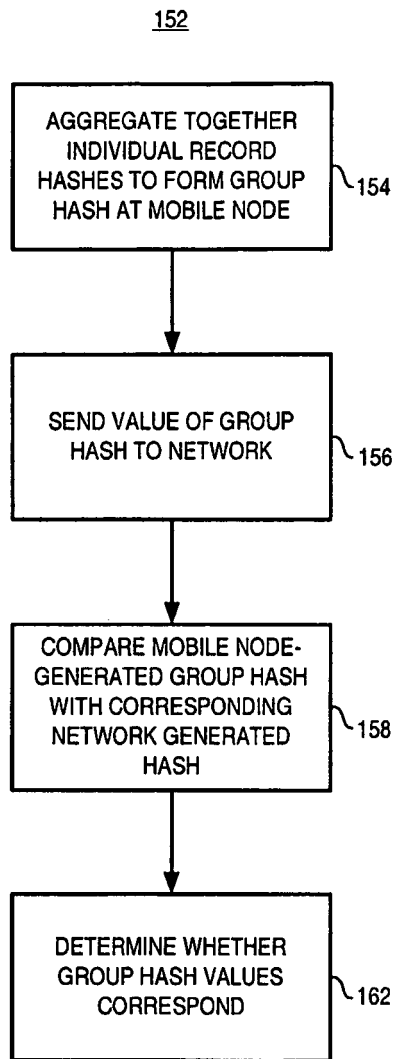 152
AGGREGATE TOGETHER
INDIVIDUAL RECORD
HASHES TO FORM GROUP
HASH AT MOBILE NODE
154
SEND VALUE OF GROUP
HASH TO NETWORK
156
COMPARE MOBILE NODE-
GENERATED GROUP HASH
WITH CORRESPONDING
NETWORK GENERATED
HASH
158
DETERMINE WHETHER
GROUP HASH VALUES
CORRESPOND
162